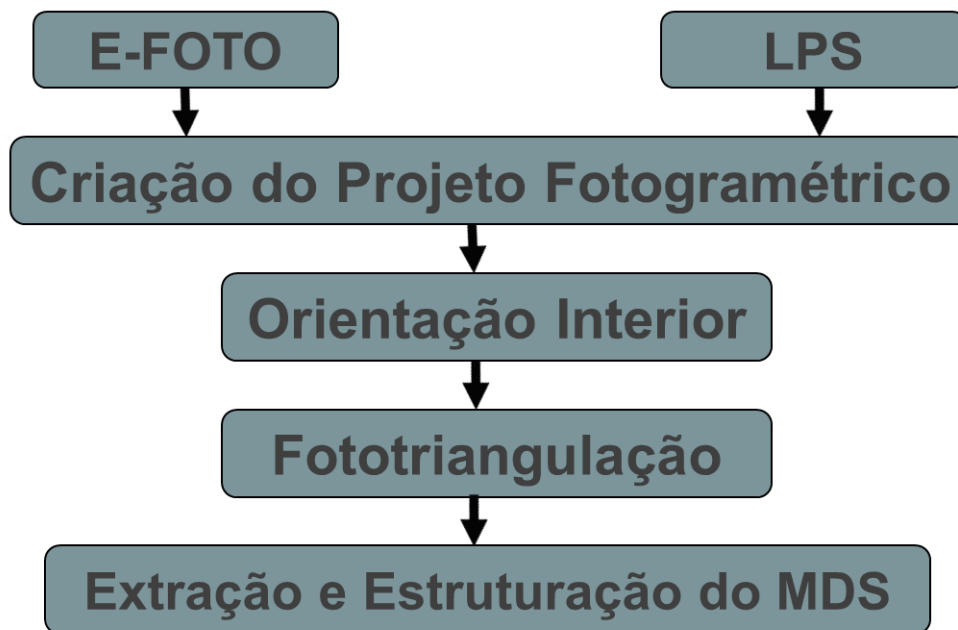 E-FOTO
LPS
Criação do Projeto Fotogramétrico
Orientação Interior
Fototriangulação
Extração e Estruturação do MDS